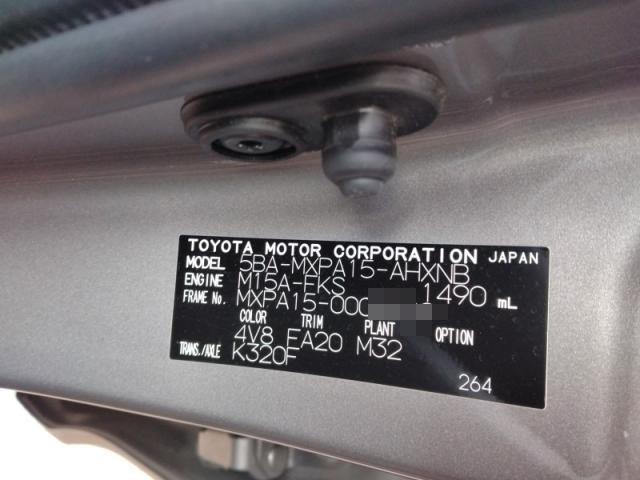 TOYOTA MOTOR CORPORATION JAPAN
MODEL 5BA-MXPA15-AHXNB
ENGINE M15A-FKS 1490 mL
FRAME No. MXPA15-000
COLOR TRIM PLANT OPTION
4V8 EA20 M32
TRANS./AXLE K320F
264